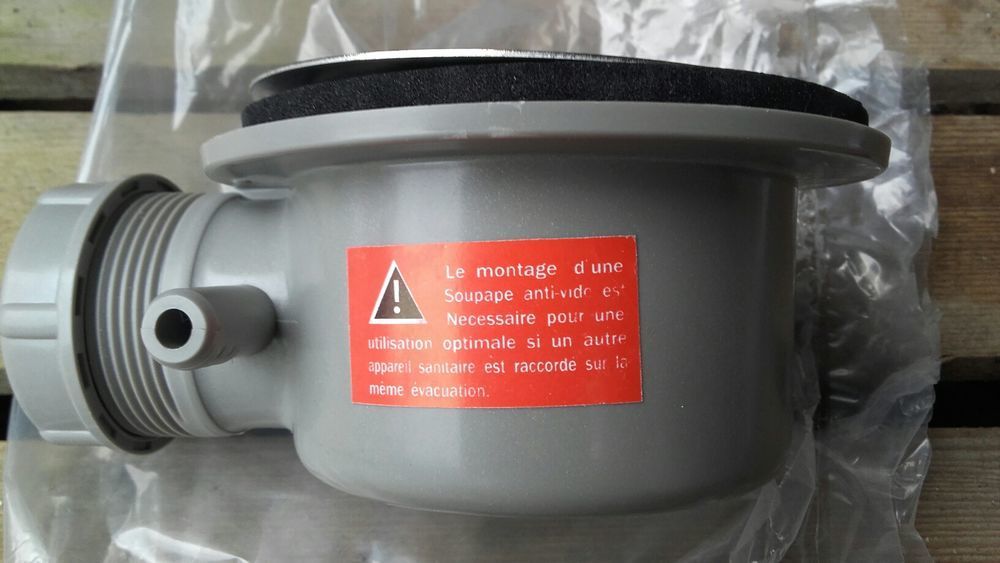 !
Le montage d'une
Soupape anti-vide est
Necessaire pour une
utilisation optimale si un autre
appareil sanitaire est raccordé sur la
même évacuation.